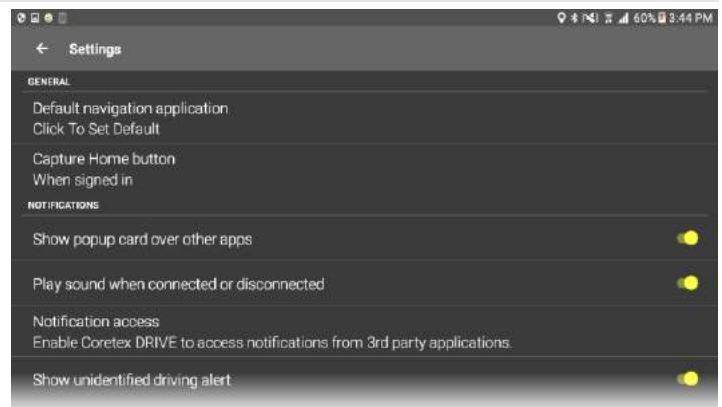 60% 3:44 PM
Settings
GENERAL
Default navigation application
Click To Set Default
Capture Home button
When signed in
NOTIFICATIONS
Show popup card over other apps
Play sound when connected or disconnected
Notification access
Enable Coretex DRIVE to access notifications from 3rd party applications.
Show unidentified driving alert